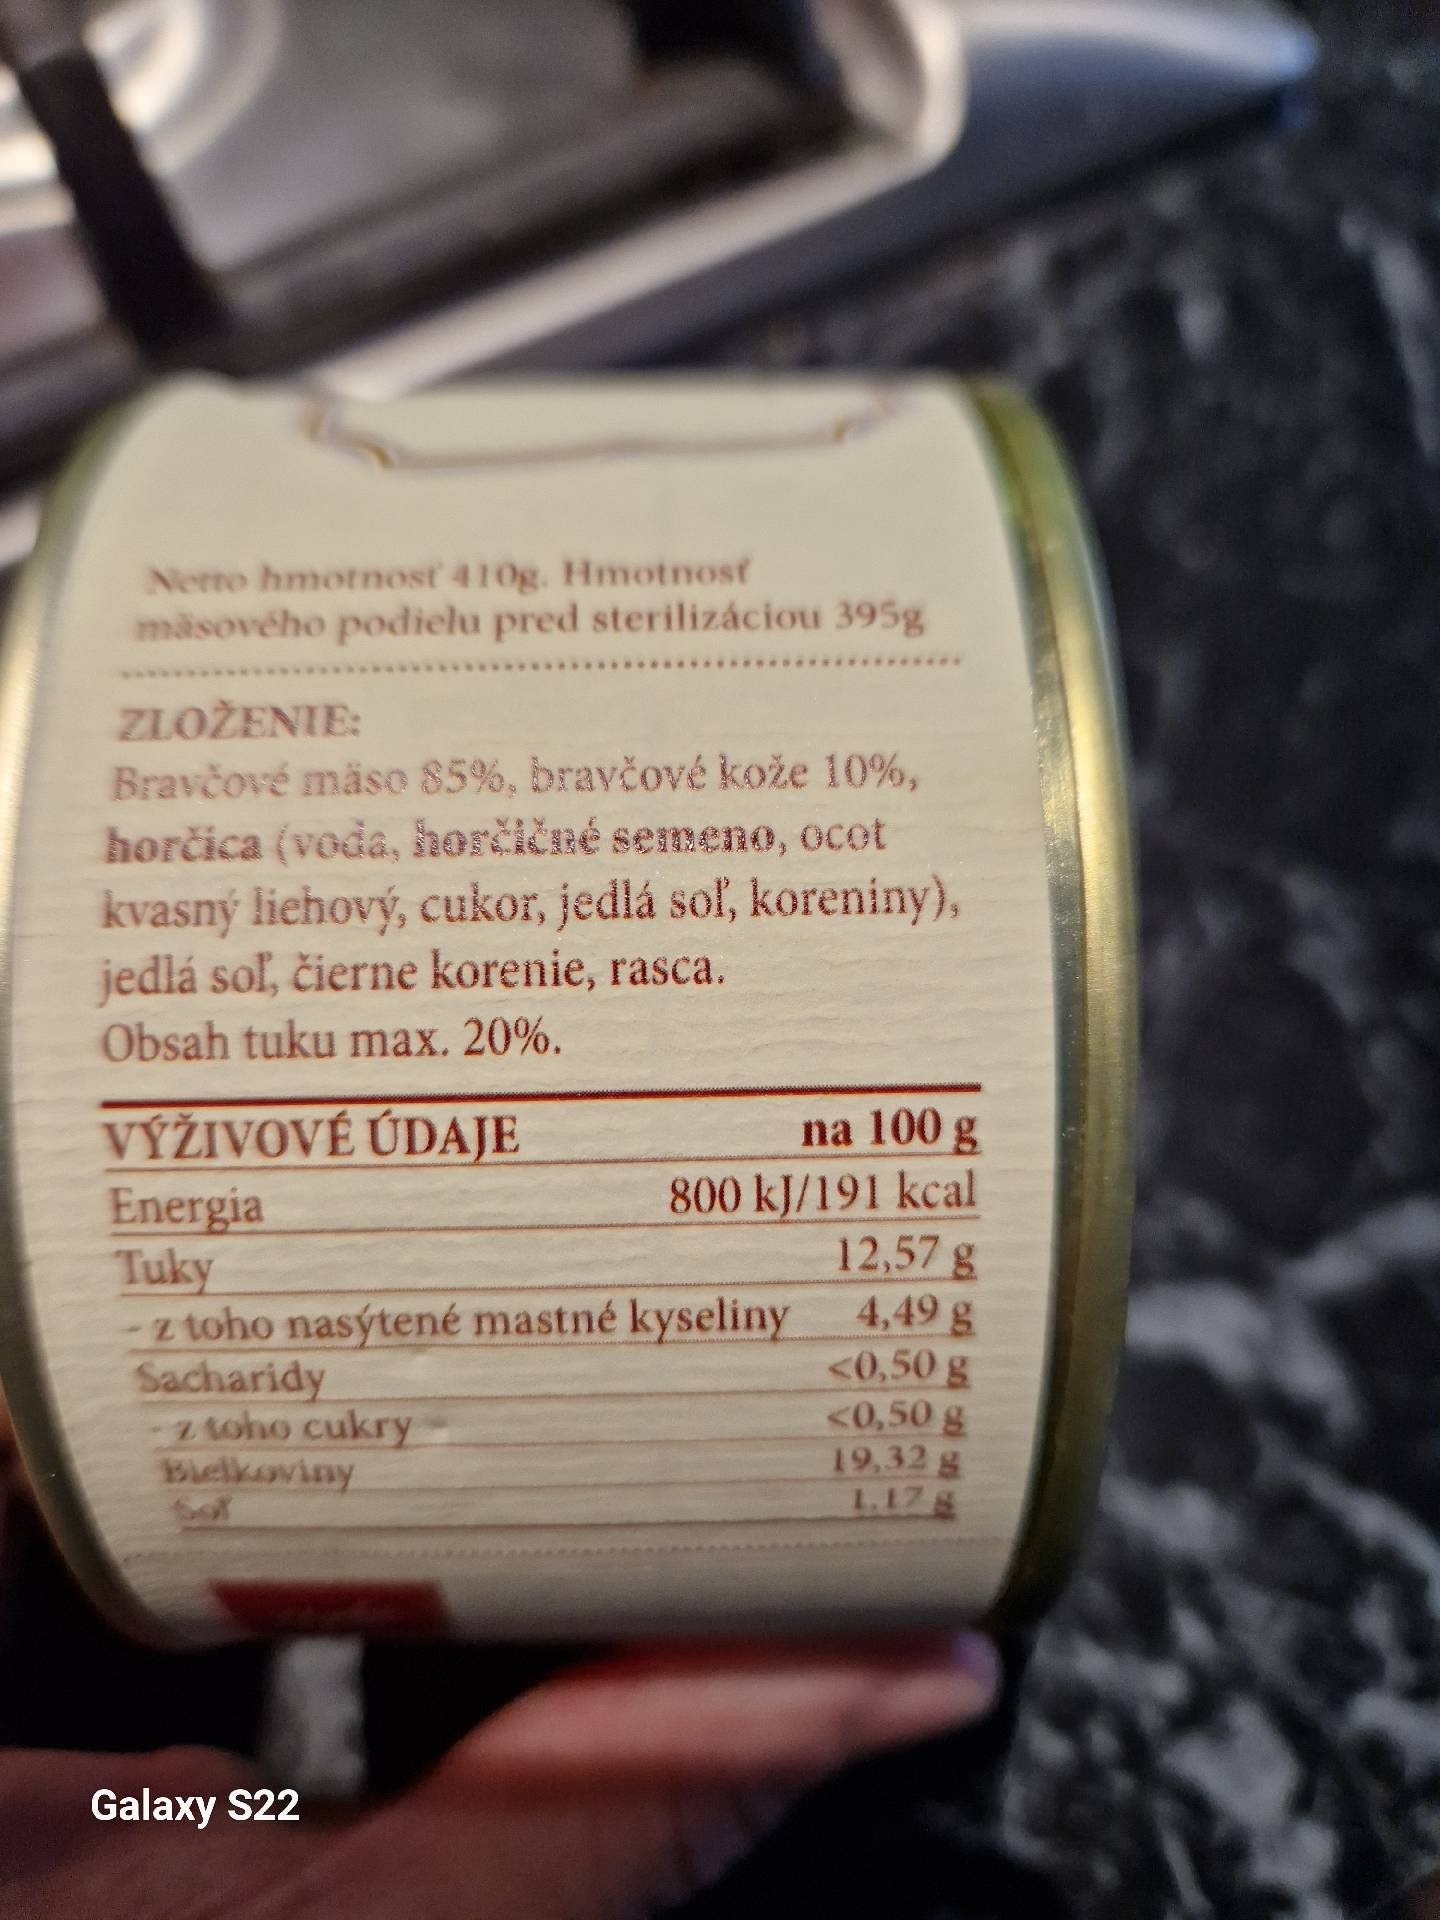 Netto hmotnosť 410g. Hmotnosť
mäsového podielu pred sterilizáciou 395g
ZLOŽENIE:
Bravčové mäso 85%, bravčové kože 10%,
horčica (voda, horčičné semeno, ocot
kvasný liehový, cukor, jedlá soľ, koreniny),
jedlá soľ, čierne korenie, rasca.
Obsah tuku max. 20%.
VÝŽIVOVÉ ÚDAJE na 100 g
Energia 800 kJ/191 kcal
Tuky 12,57 g
- z toho nasýtené mastné kyseliny 4,49 g
Sacharidy <0,50 g
- z toho cukry <0,50 g
Bielkoviny 19,32 g
Soľ 1,17 g
Galaxy S22